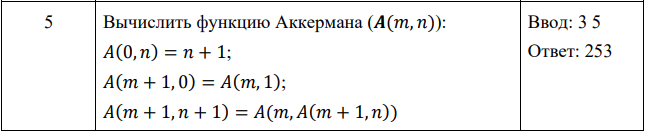 5
Вычислить функцию Аккермана (A(m, n)):
A(0, n) = n + 1;
A(m + 1, 0) = A(m, 1);
A(m + 1, n + 1) = A(m, A(m + 1, n))
Ввод: 3 5
Ответ: 253